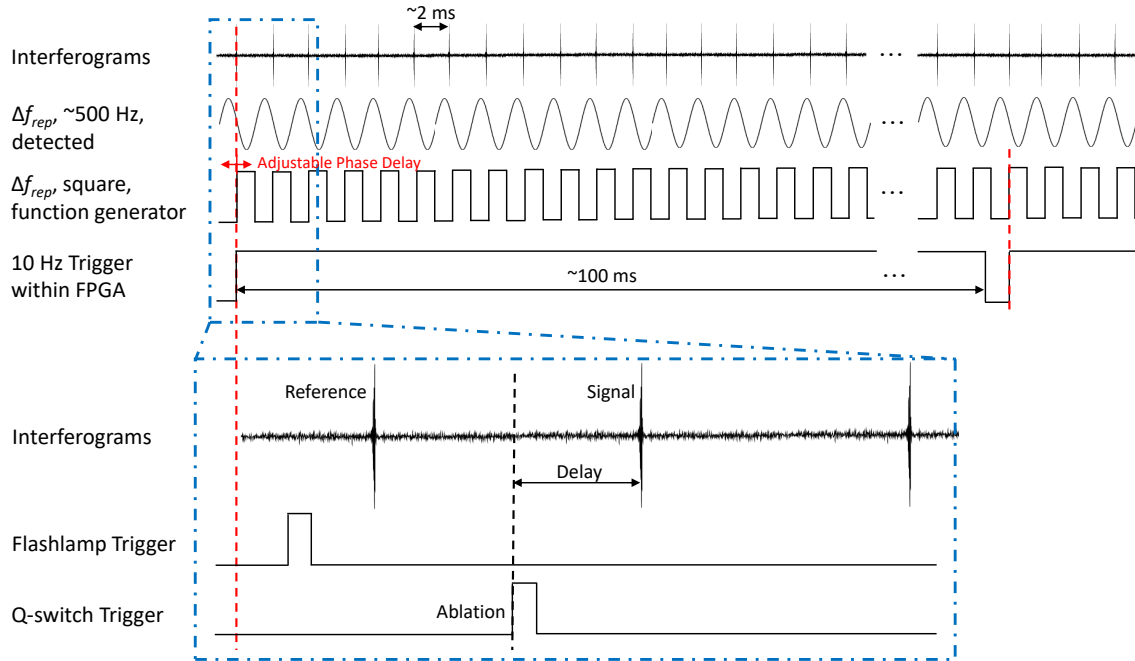 ~2 ms
Interferograms
...
...
Δf_rep, ~500 Hz,
detected
...
Adjustable Phase Delay
Δf_rep, square,
function generator
...
10 Hz Trigger
within FPGA
~100 ms
...
Reference
Signal
Interferograms
Delay
Flashlamp Trigger
Q-switch Trigger
Ablation